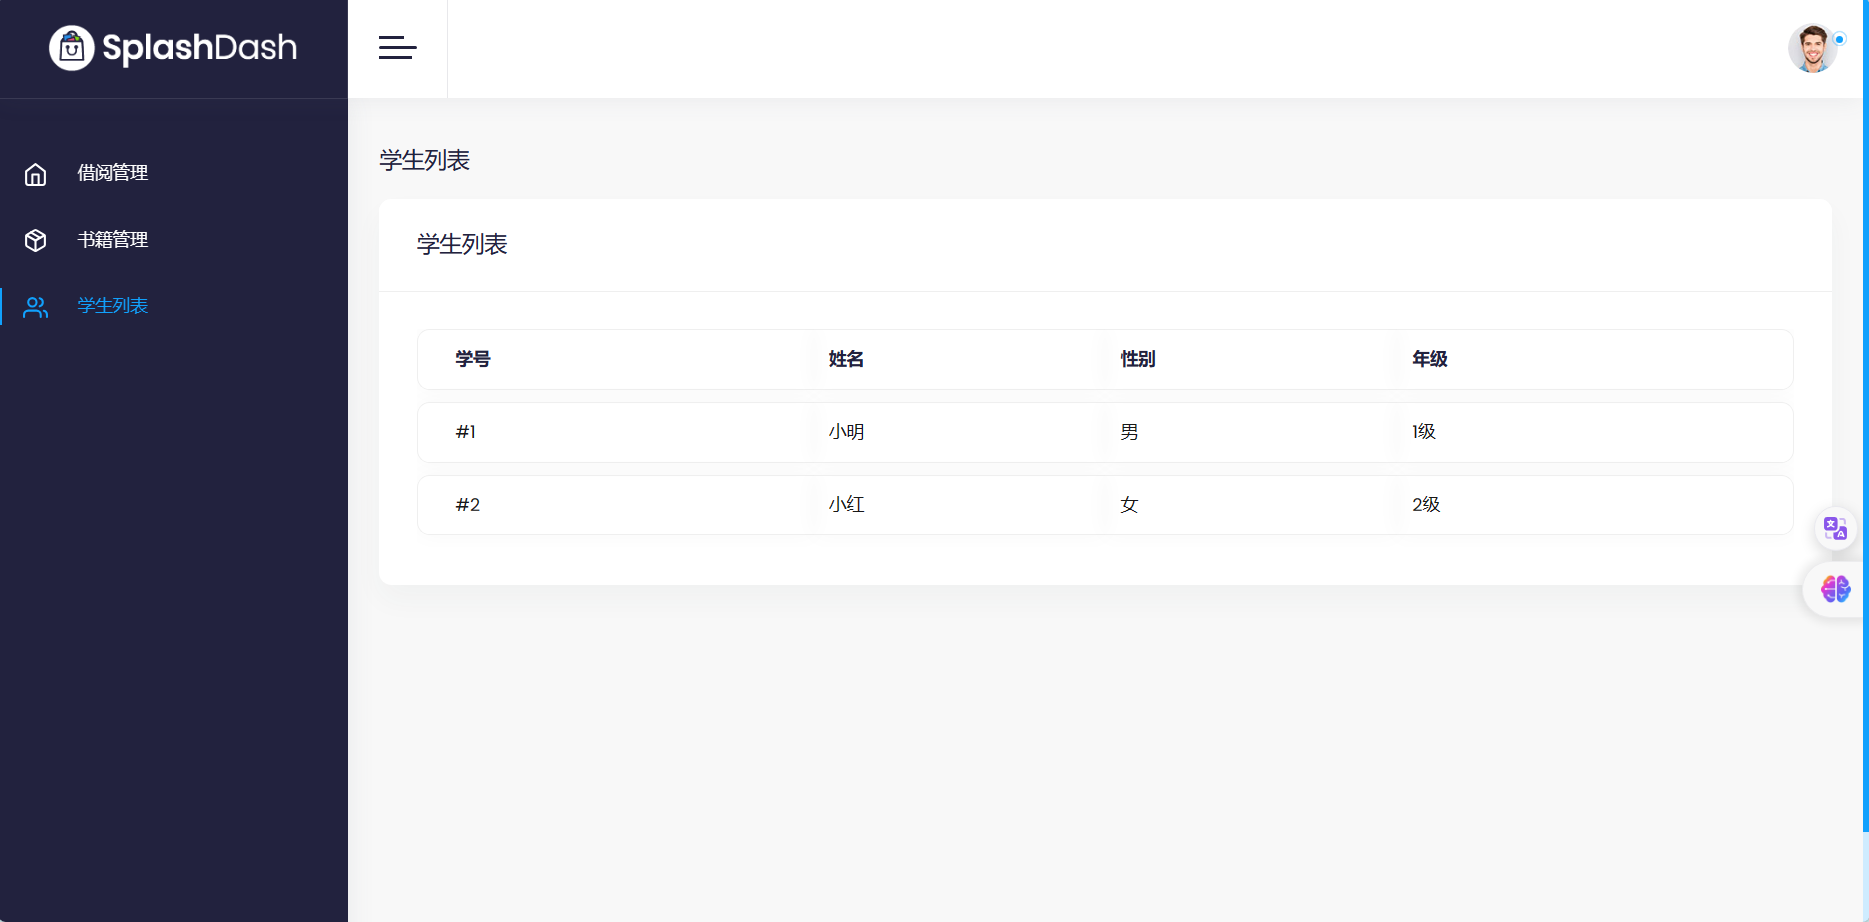 SplashDash
借阅管理
书籍管理
学生列表
学生列表
学生列表
学号 姓名 性别 年级
#1 小明 男 1级
#2 小红 女 2级
文 A